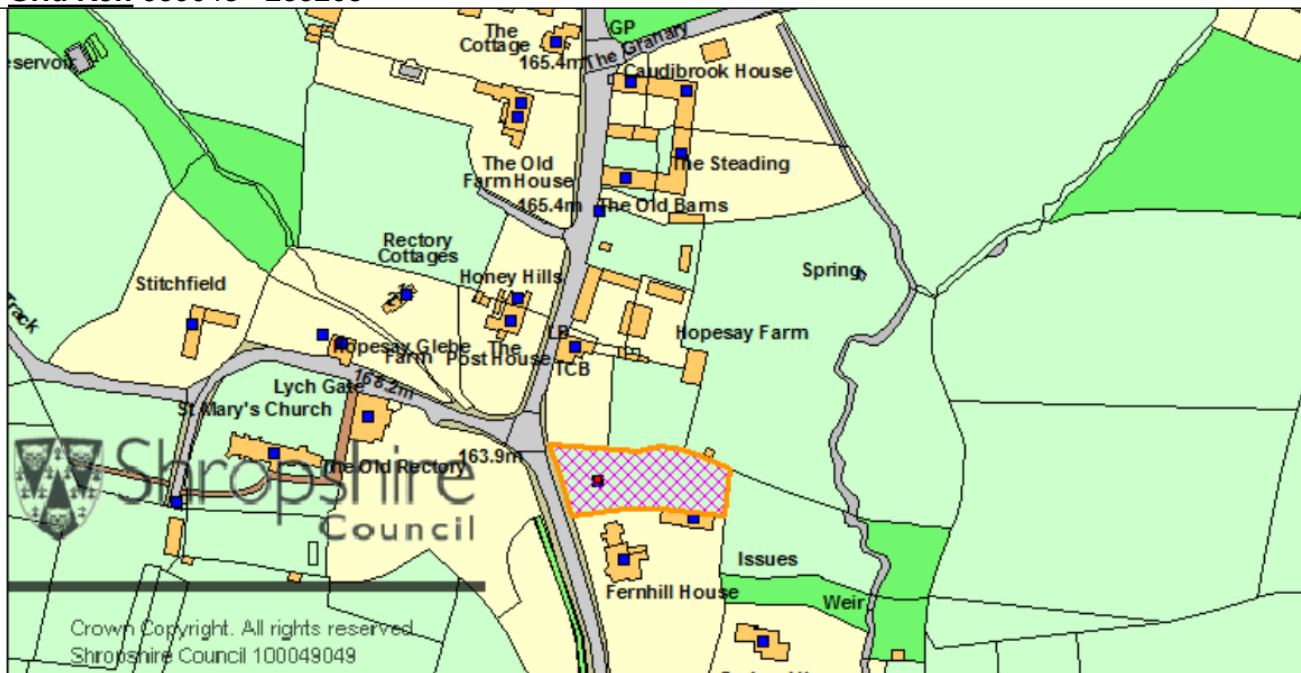 The
Cottage
GP
The Granary
165.4m
Caudibrook House
The Old
Farm House
The Steading
165.4m
The Old Barns
Rectory
Cottages
Honey Hills
Spring
Stitchfield
Track
2
Hopesay Glebe
Farm
The
Post House
LB
TCB
Hopesay Farm
168.2m
Lych Gate
St Mary's Church
The Old Rectory
163.9m
Shropshire
Council
Issues
Fernhill House
Weir
Crown Copyright. All rights reserved.
Shropshire Council 100049049